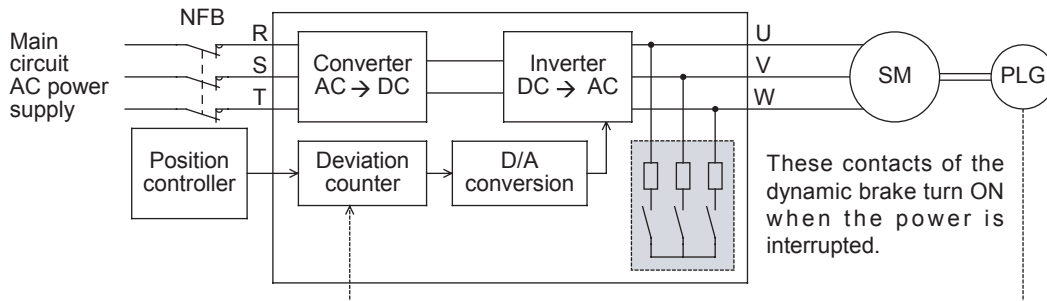 NFB
Main
circuit
AC power
supply
R
S
T
Converter
AC → DC
Inverter
DC → AC
U
V
W
SM
PLG
Position
controller
Deviation
counter
D/A
conversion
These contacts of the
dynamic brake turn ON
when the power is
interrupted.